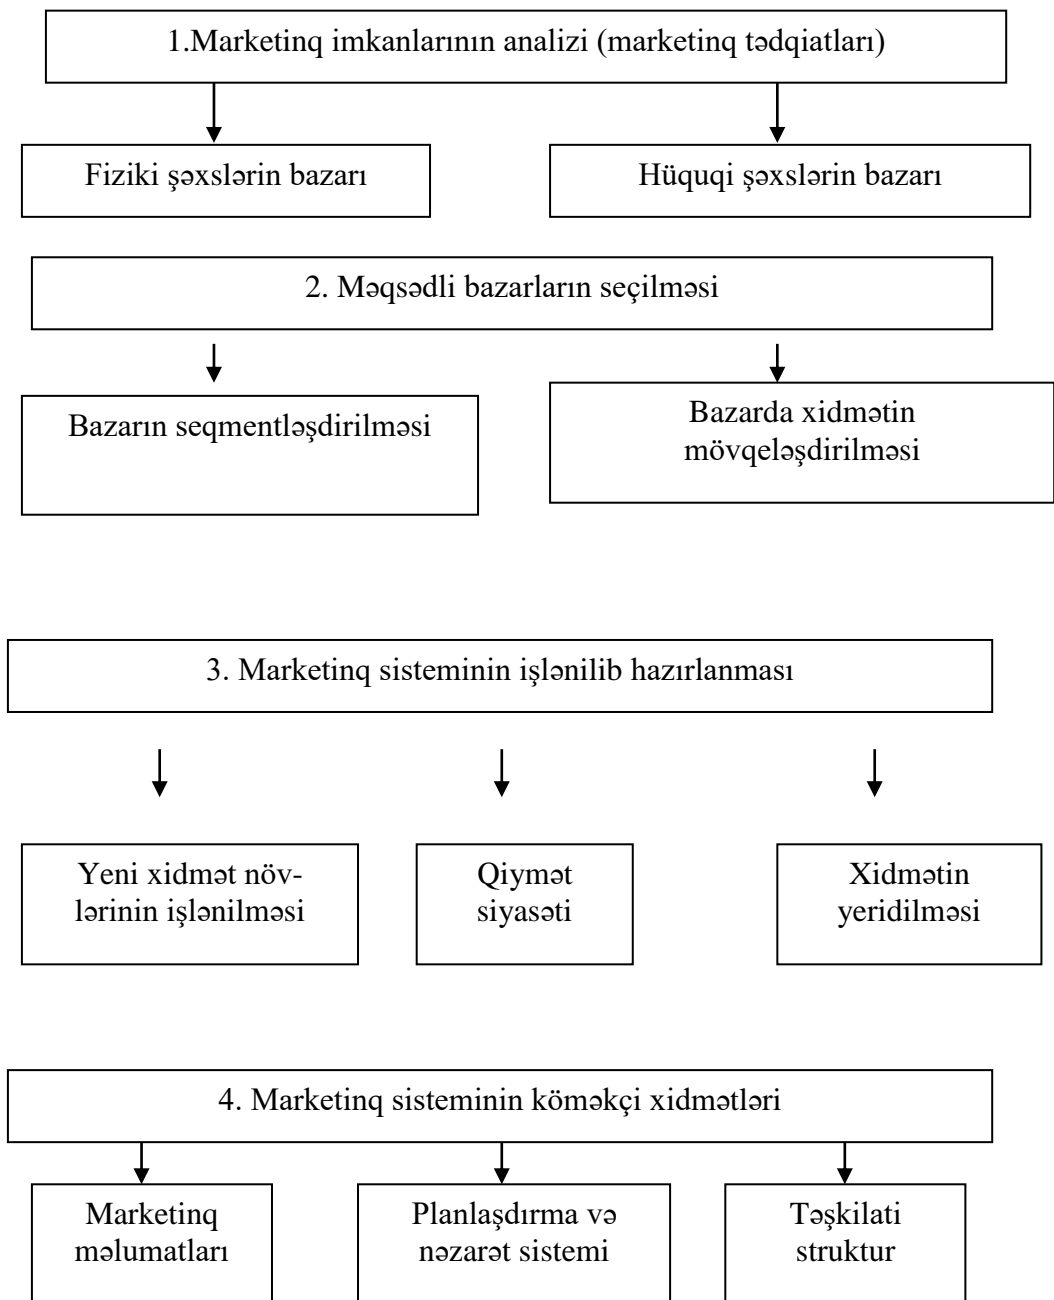 1.Marketinq imkanlarının analizi (marketinq tədqiatları)
Fiziki şəxslərin bazarı
Hüquqi şəxslərin bazarı
2. Məqsədli bazarların seçilməsi
Bazarın seqmentləşdirilməsi
Bazarda xidmətin
mövqeləşdirilməsi
3. Marketinq sisteminin işlənilib hazırlanması
Yeni xidmət növ-
lərinin işlənilməsi
Qiymət
siyasəti
Xidmətin
yeridilməsi
4. Marketinq sisteminin köməkçi xidmətləri
Marketinq
məlumatları
Planlaşdırma və
nəzarət sistemi
Təşkilati
struktur